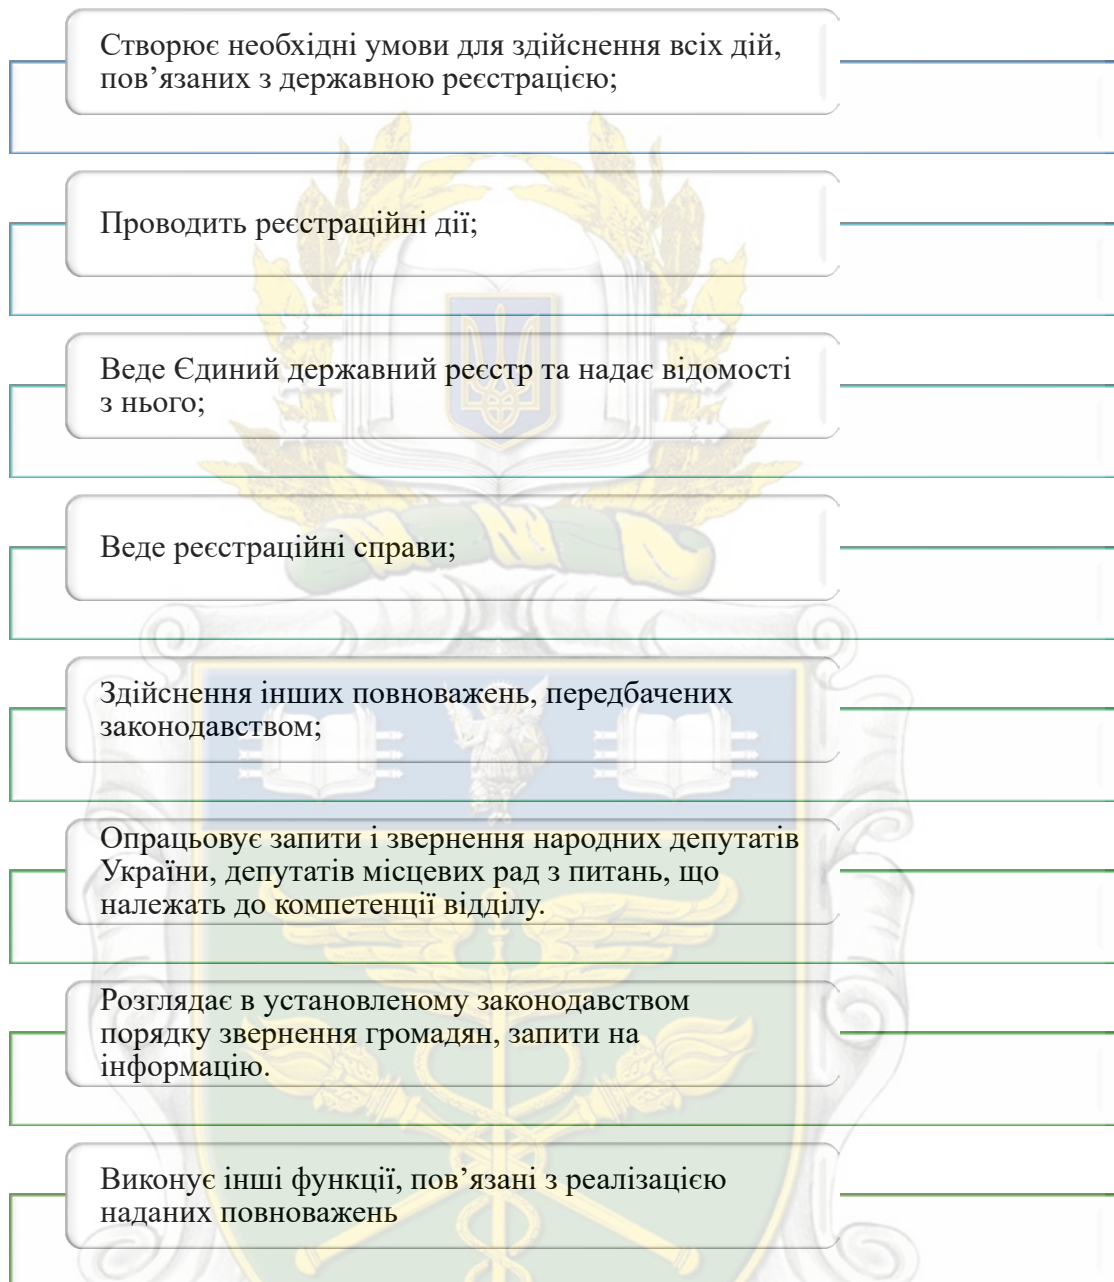 Створює необхідні умови для здійснення всіх дій,
пов’язаних з державною реєстрацією;
Проводить реєстраційні дії;
Веде Єдиний державний реєстр та надає відомості
з нього;
Веде реєстраційні справи;
Здійснення інших повноважень, передбачених
законодавством;
Опрацьовує запити і звернення народних депутатів
України, депутатів місцевих рад з питань, що
належать до компетенції відділу.
Розглядає в установленому законодавством
порядку звернення громадян, запити на
інформацію.
Виконує інші функції, пов’язані з реалізацією
наданих повноважень